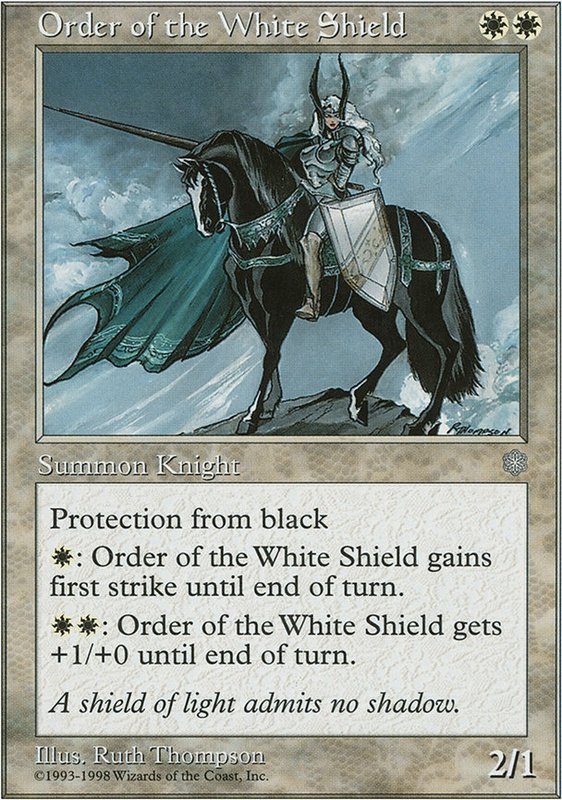 Order of the White Shield
R. THOMPSON
Summon Knight
Protection from black
: Order of the White Shield gains
first strike until end of turn.
: Order of the White Shield gets
+1/+0 until end of turn.
A shield of light admits no shadow.
Illus. Ruth Thompson
©1993-1998 Wizards of the Coast, Inc.
2/1